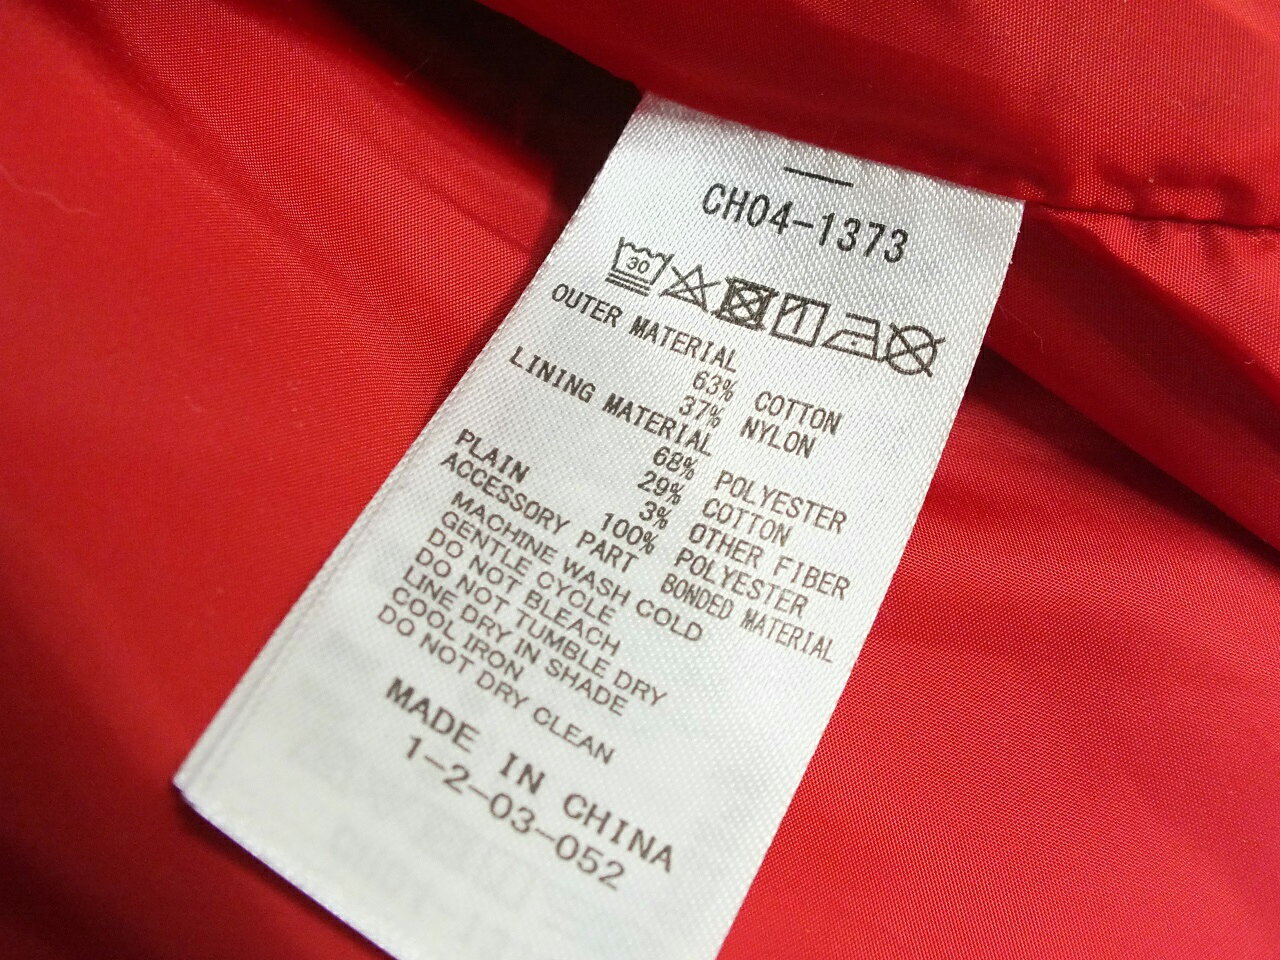 CH04-1373
30
OUTER MATERIAL
63% COTTON
37% NYLON
LINING MATERIAL
68% POLYESTER
29% COTTON
3% OTHER FIBER
PLAIN 100% POLYESTER
ACCESSORY PART BONDED MATERIAL
MACHINE WASH COLD
GENTLE CYCLE
DO NOT BLEACH
DO NOT TUMBLE DRY
LINE DRY IN SHADE
COOL IRON
DO NOT DRY CLEAN
MADE IN CHINA
1-2-03-052